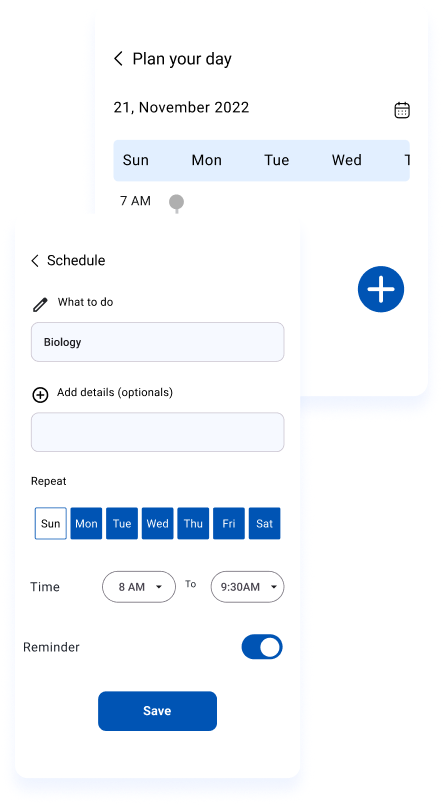 Plan your day
21, November 2022
Sun Mon Tue Wed
7 AM
Schedule
What to do
Biology
Add details (optionals)
Repeat
Sun Mon Tue Wed Thu Fri Sat
Time 8 AM To 9:30AM
Reminder
Save